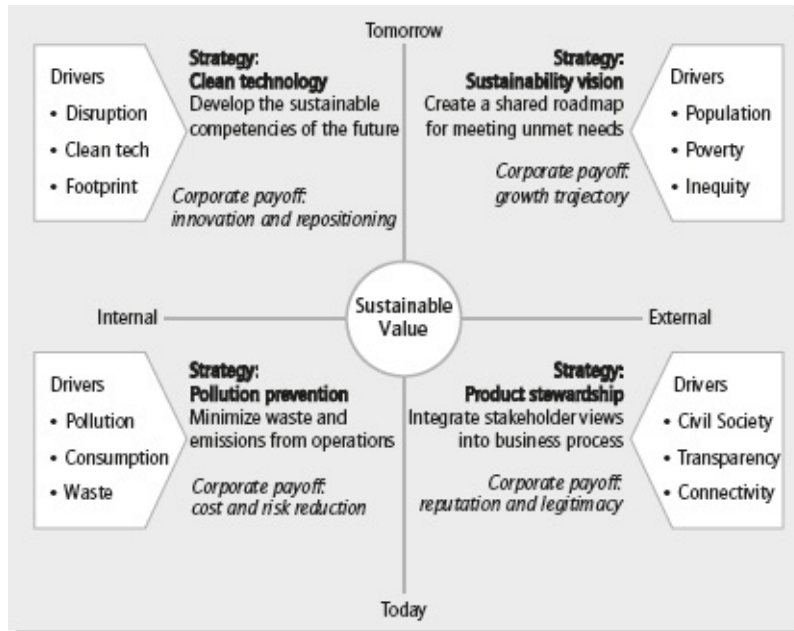 Tomorrow
Drivers
• Disruption
• Clean tech
• Footprint
Strategy:
Clean technology
Develop the sustainable
competencies of the future
Corporate payoff:
innovation and repositioning
Strategy:
Sustainability vision
Create a shared roadmap
for meeting unmet needs
Corporate payoff:
growth trajectory
Drivers
• Population
• Poverty
• Inequity
Internal
Sustainable
Value
External
Drivers
• Pollution
• Consumption
• Waste
Strategy:
Pollution prevention
Minimize waste and
emissions from operations
Corporate payoff:
cost and risk reduction
Strategy:
Product stewardship
Integrate stakeholder views
into business process
Corporate payoff:
reputation and legitimacy
Drivers
• Civil Society
• Transparency
• Connectivity
Today